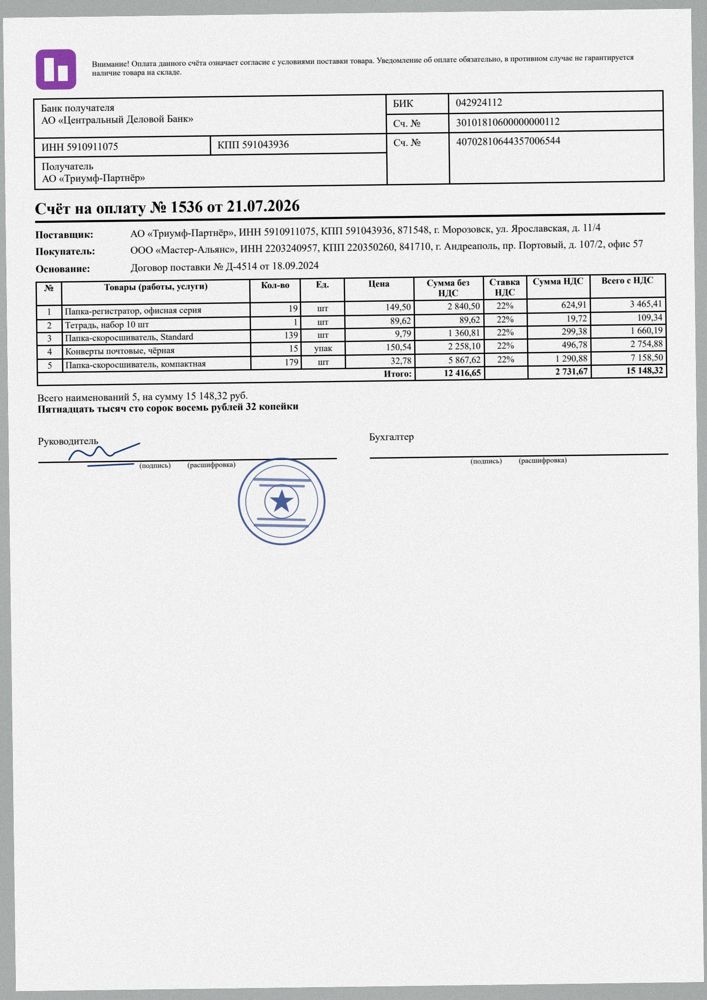 Внимание! Оплата данного счёта означает согласие с условиями поставки товара. Уведомление об оплате обязательно, в противном случае не гарантируется
наличие товара на складе.
Банк получателя
АО «Центральный Деловой Банк»
БИК 042924112
Сч. № 30101810600000000112
ИНН 5910911075 КПП 591043936
Сч. № 40702810644357006544
Получатель
АО «Триумф-Партнёр»
Счёт на оплату № 1536 от 21.07.2026
Поставщик: АО «Триумф-Партнёр», ИНН 5910911075, КПП 591043936, 871548, г. Морозовск, ул. Ярославская, д. 11/4
Покупатель: ООО «Мастер-Альянс», ИНН 2203240957, КПП 220350260, 841710, г. Андреаполь, пр. Портовый, д. 107/2, офис 57
Основание: Договор поставки № Д-4514 от 18.09.2024
№ Товары (работы, услуги) Кол-во Ед. Цена Сумма без НДС Ставка НДС Сумма НДС Всего с НДС
1 Папка-регистратор, офисная серия 19 шт 149,50 2 840,50 22% 624,91 3 465,41
2 Тетрадь, набор 10 шт 1 шт 89,62 89,62 22% 19,72 109,34
3 Папка-скоросшиватель, Standard 139 шт 9,79 1 360,81 22% 299,38 1 660,19
4 Конверты почтовые, чёрная 15 упак 150,54 2 258,10 22% 496,78 2 754,88
5 Папка-скоросшиватель, компактная 179 шт 32,78 5 867,62 22% 1 290,88 7 158,50
Итого: 12 416,65 2 731,67 15 148,32
Всего наименований 5, на сумму 15 148,32 руб.
Пятнадцать тысяч сто сорок восемь рублей 32 копейки
Руководитель Бухгалтер
(подпись) (расшифровка) (подпись) (расшифровка)